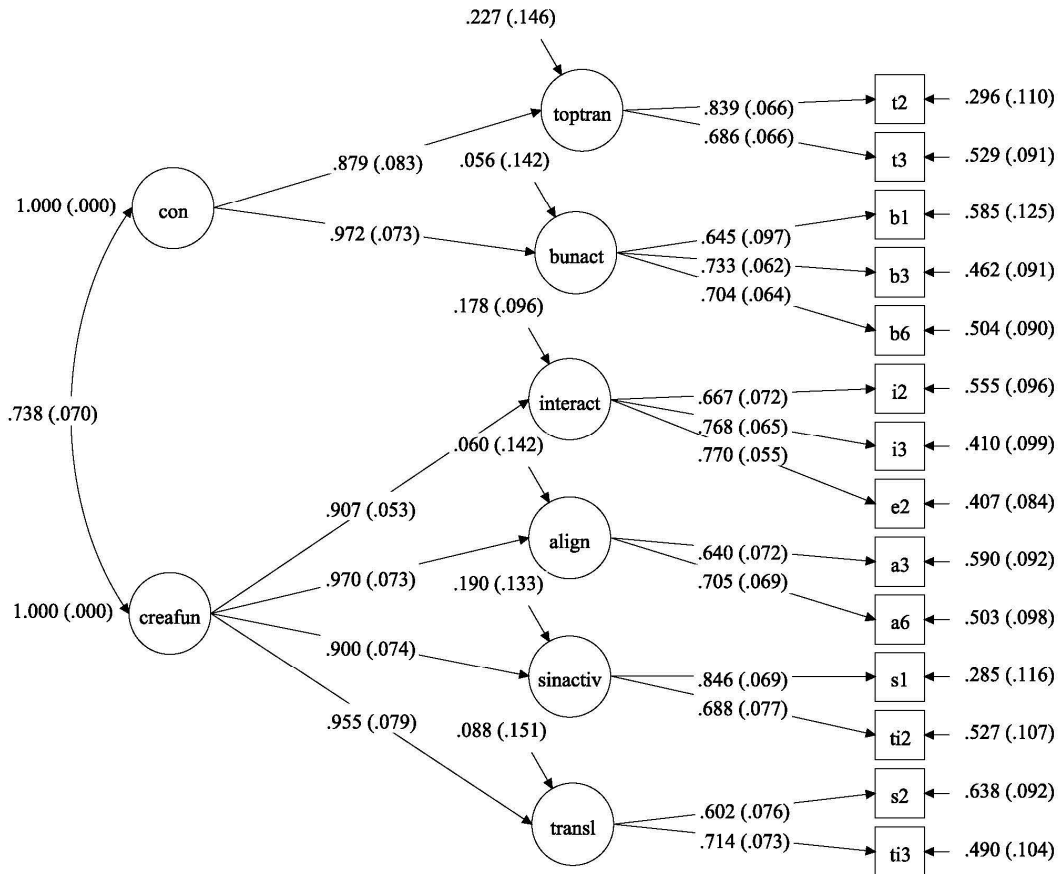 .227 (.146)
toptran
.839 (.066)
t2
.296 (.110)
.686 (.066)
t3
.529 (.091)
.879 (.083)
.056 (.142)
1.000 (.000)
con
.972 (.073)
bunact
.645 (.097)
b1
.585 (.125)
.733 (.062)
b3
.462 (.091)
.704 (.064)
b6
.504 (.090)
.178 (.096)
.738 (.070)
interact
.667 (.072)
i2
.555 (.096)
.768 (.065)
i3
.410 (.099)
.770 (.055)
e2
.407 (.084)
.060 (.142)
.907 (.053)
align
.640 (.072)
a3
.590 (.092)
.970 (.073)
.705 (.069)
a6
.503 (.098)
.190 (.133)
1.000 (.000)
creafun
.900 (.074)
sinactiv
.846 (.069)
s1
.285 (.116)
.688 (.077)
ti2
.527 (.107)
.955 (.079)
.088 (.151)
transl
.602 (.076)
s2
.638 (.092)
.714 (.073)
ti3
.490 (.104)